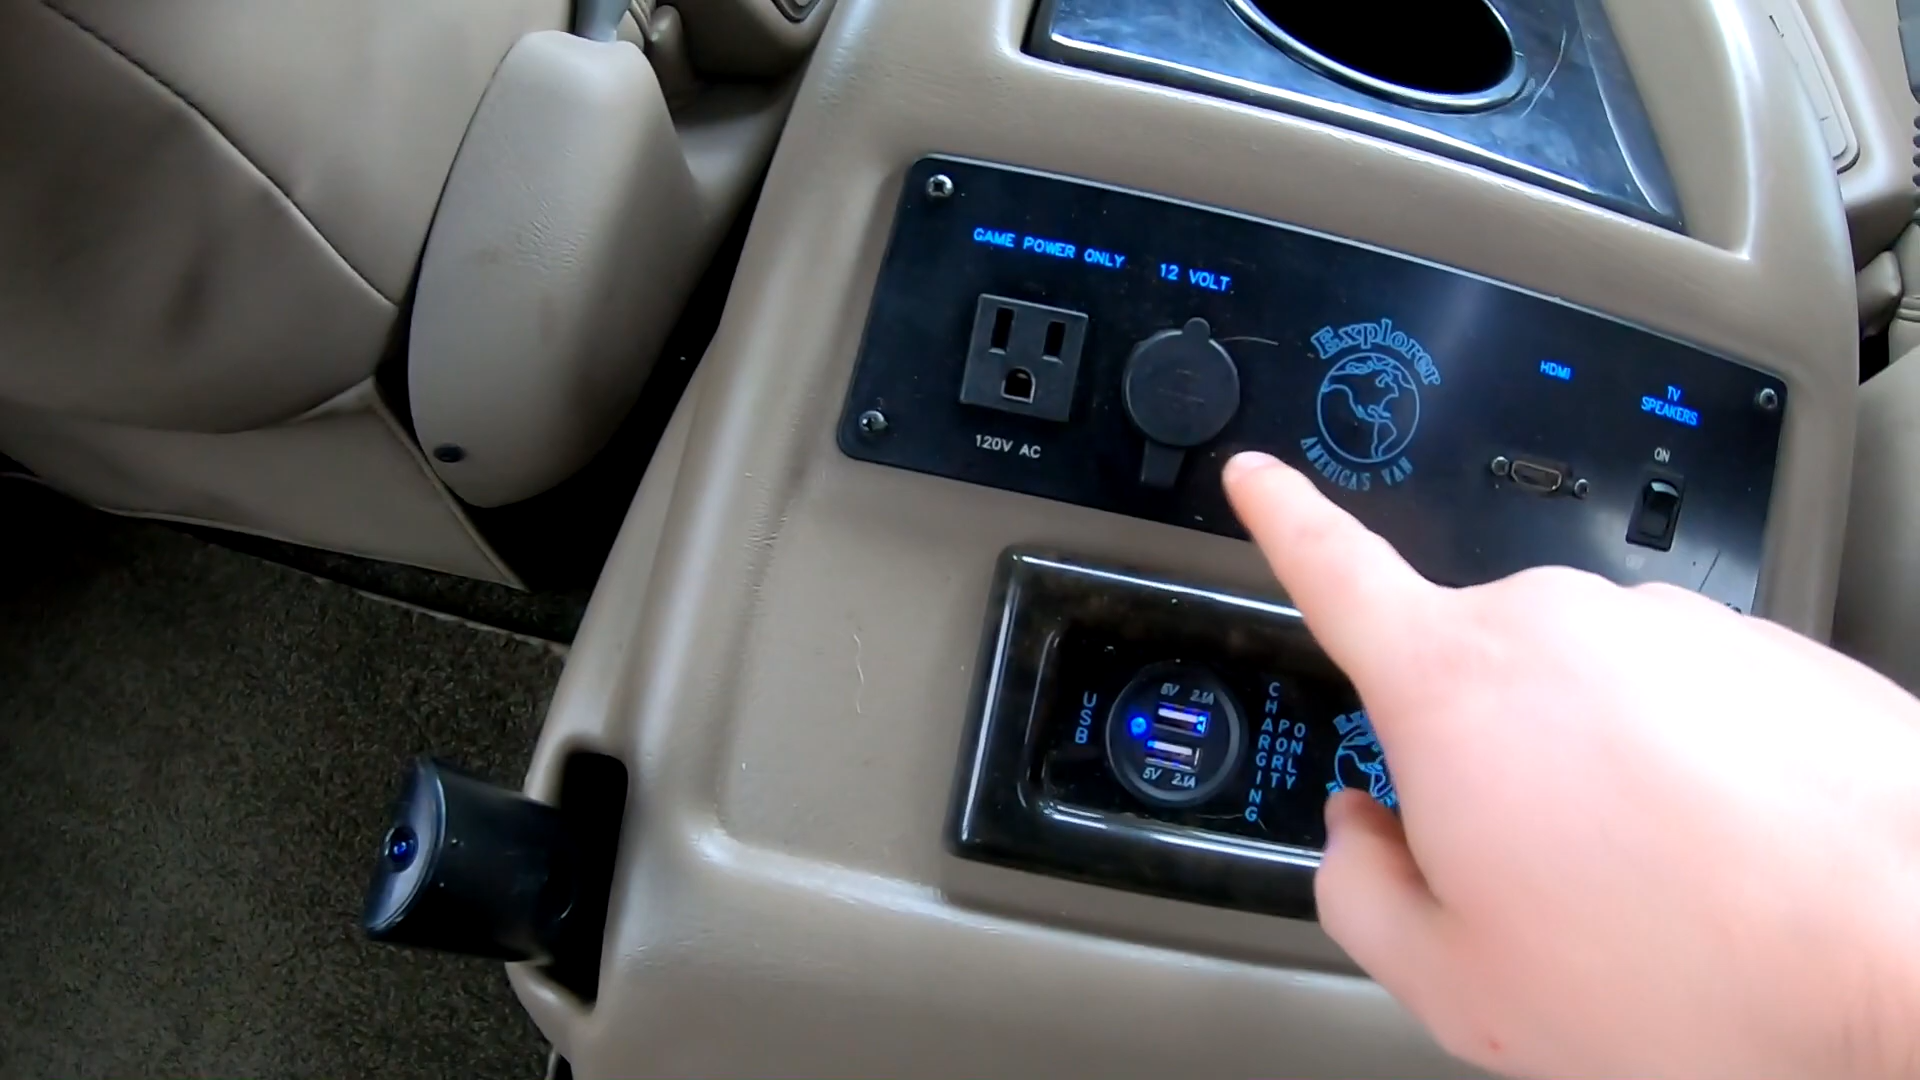 GAME POWER ONLY
12 VOLT
120V AC
Explorer
AMERICA'S VAN
HDMI
TV
SPEAKERS
ON
USB
5V 2.1A
5V 2.1A
CHARGING
PORT
ONLY